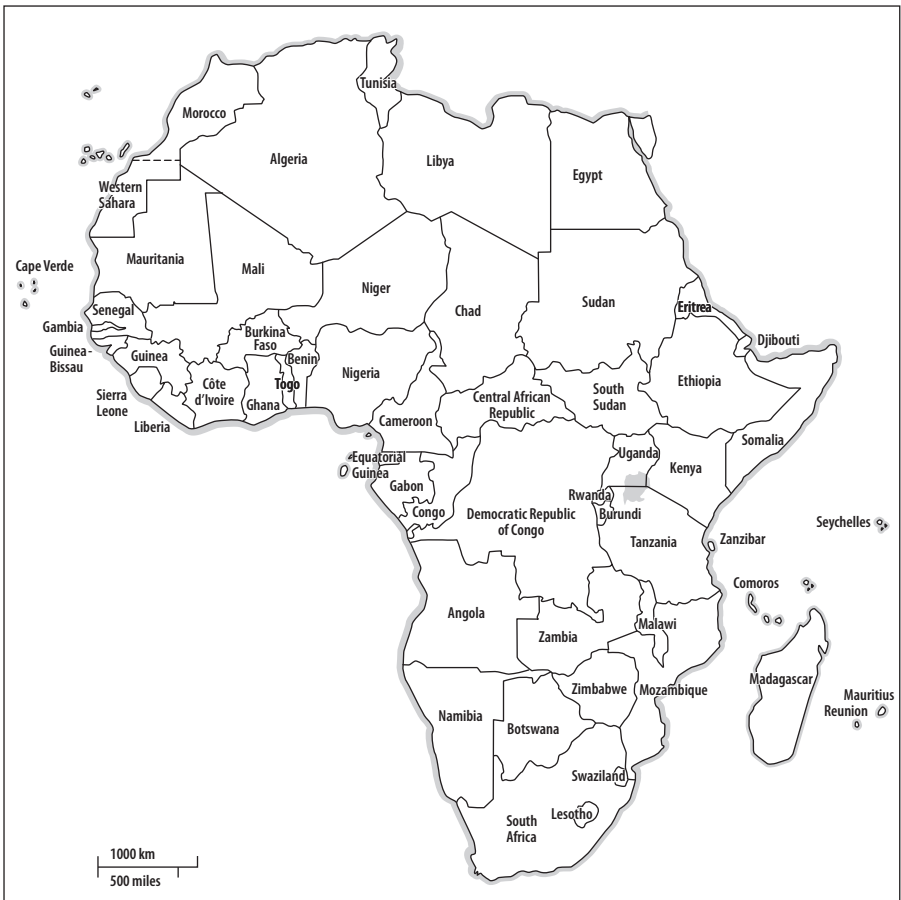 Tunisia
Morocco
Algeria
Libya
Egypt
Western
Sahara
Mauritania
Mali
Niger
Chad
Sudan
Eritrea
Cape Verde
Senegal
Gambia
Guinea-
Bissau
Guinea
Burkina
Faso
Benin
Togo
Nigeria
Djibouti
Ethiopia
Sierra
Leone
Liberia
Côte
d'Ivoire
Ghana
Cameroon
Central African
Republic
South
Sudan
Somalia
Equatorial
Guinea
Gabon
Congo
Democratic Republic
of Congo
Uganda
Kenya
Rwanda
Burundi
Tanzania
Zanzibar
Seychelles
Comoros
Angola
Zambia
Malawi
Madagascar
Mauritius
Reunion
Zimbabwe
Mozambique
Namibia
Botswana
Swaziland
Lesotho
South
Africa
1000 km
500 miles